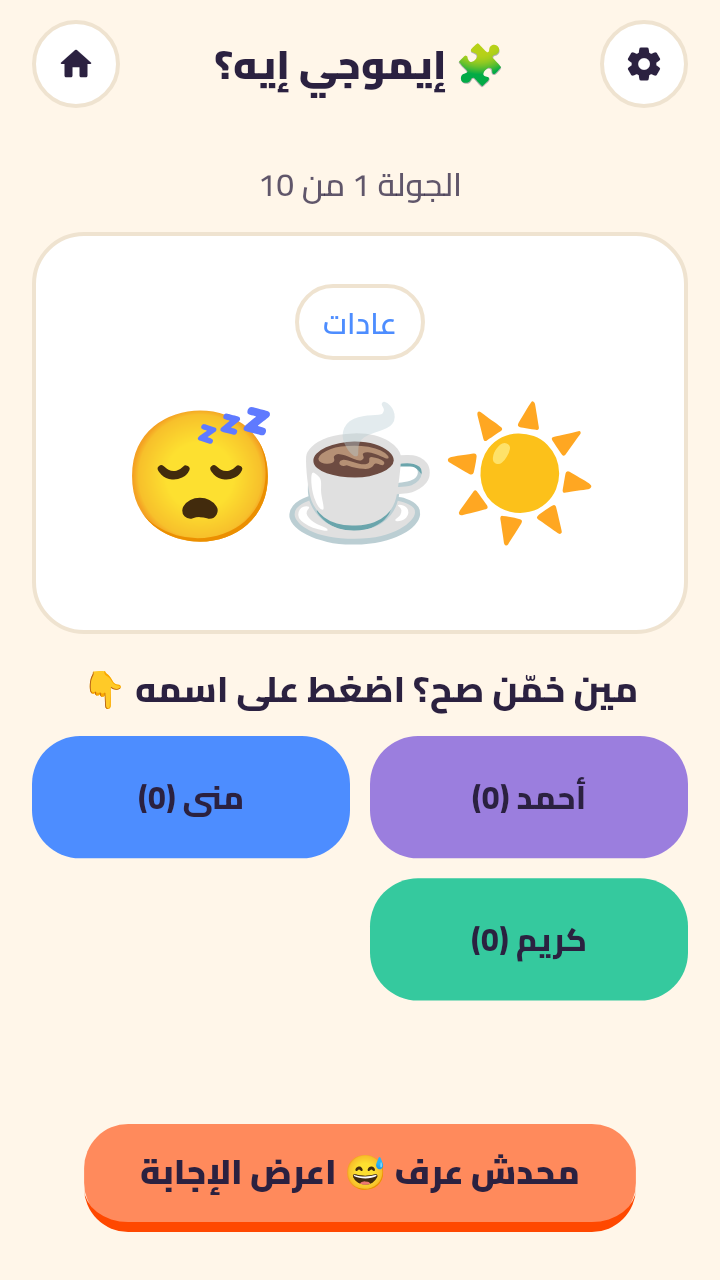 🧩 إيموجي إيه؟
الجولة 1 من 10
عادات
مين خمّن صح؟ اضغط على اسمه 👇
أحمد (0)
منى (0)
كريم (0)
محدش عرف 😅 اعرض الإجابة